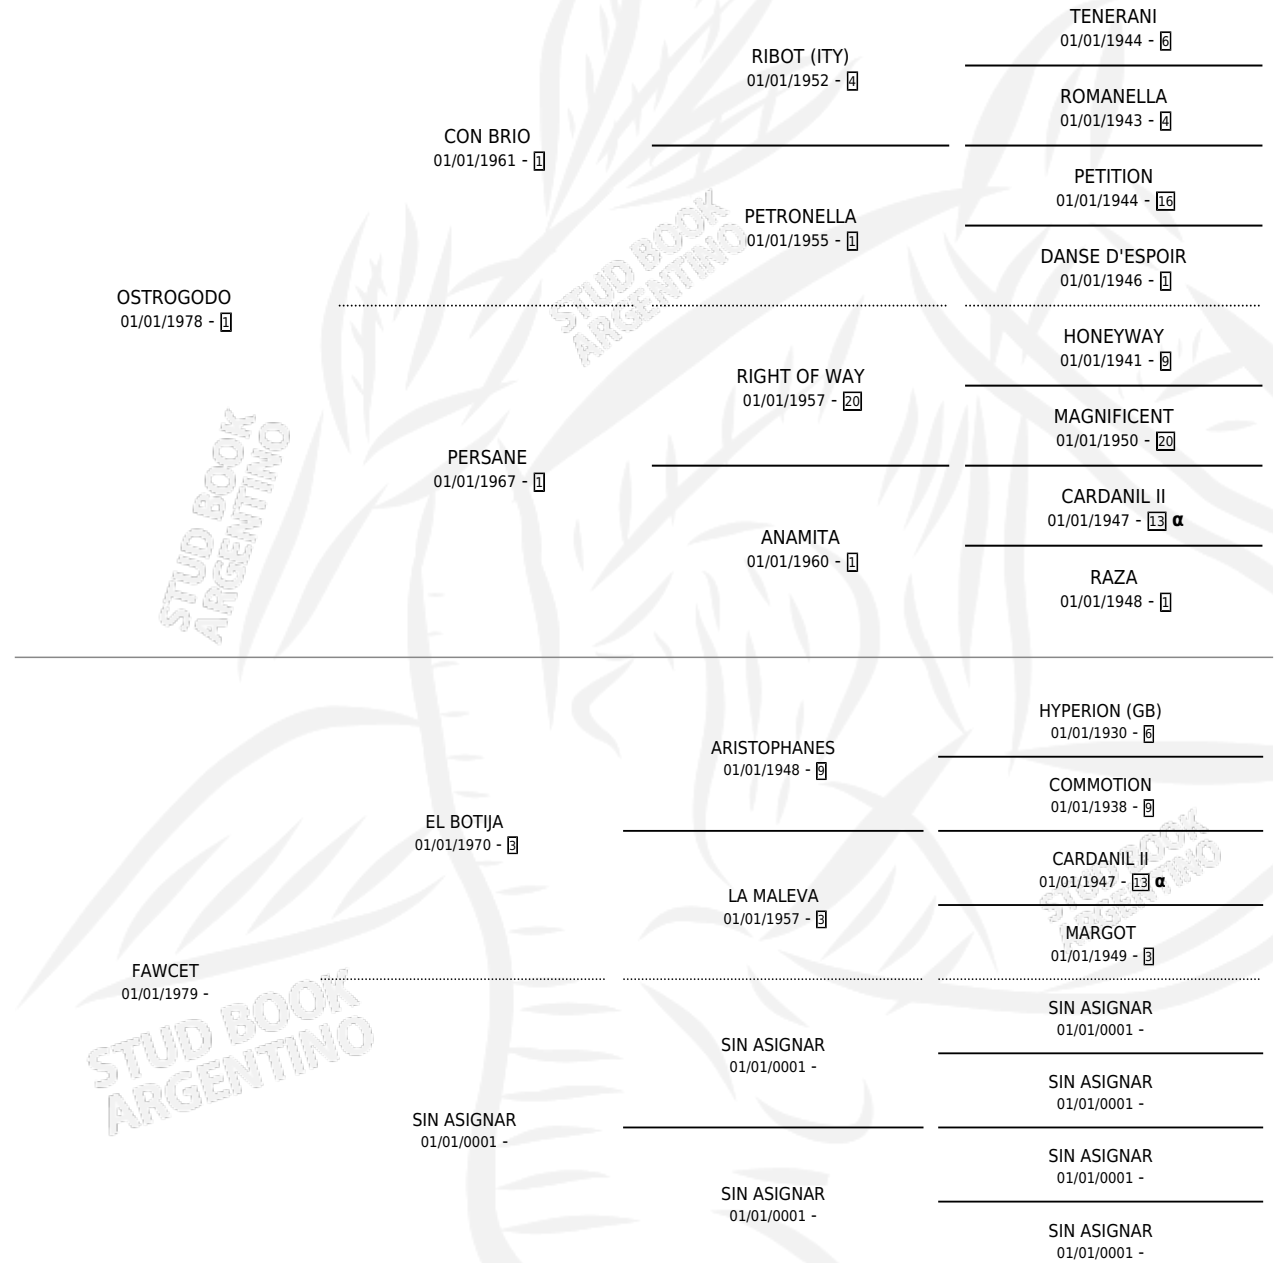 TENERANI
01/01/1944 - 6
RIBOT (ITY)
01/01/1952 - 4
ROMANELLA
01/01/1943 - 4
CON BRIO
01/01/1961 - 1
PETITION
01/01/1944 - 16
PETRONELLA
01/01/1955 - 1
DANSE D'ESPOIR
01/01/1946 - 1
OSTROGODO
01/01/1978 - 1
HONEYWAY
01/01/1941 - 9
RIGHT OF WAY
01/01/1957 - 20
MAGNIFICENT
01/01/1950 - 20
PERSANE
01/01/1967 - 1
CARDANIL II
01/01/1947 - 13 α
ANAMITA
01/01/1960 - 1
RAZA
01/01/1948 - 1
STUD BOOK
ARGENTINO
STUD BOOK
ARGENTINO
HYPERION (GB)
01/01/1930 - 6
ARISTOPHANES
01/01/1948 - 9
COMMOTION
01/01/1938 - 9
EL BOTIJA
01/01/1970 - 3
CARDANIL II
01/01/1947 - 13 α
LA MALEVA
01/01/1957 - 3
MARGOT
01/01/1949 - 3
FAWCET
01/01/1979 -
SIN ASIGNAR
01/01/0001 -
SIN ASIGNAR
01/01/0001 -
SIN ASIGNAR
01/01/0001 -
SIN ASIGNAR
01/01/0001 -
SIN ASIGNAR
01/01/0001 -
SIN ASIGNAR
01/01/0001 -
SIN ASIGNAR
01/01/0001 -
STUD BOOK
ARGENTINO
STUD BOOK
ARGENTINO